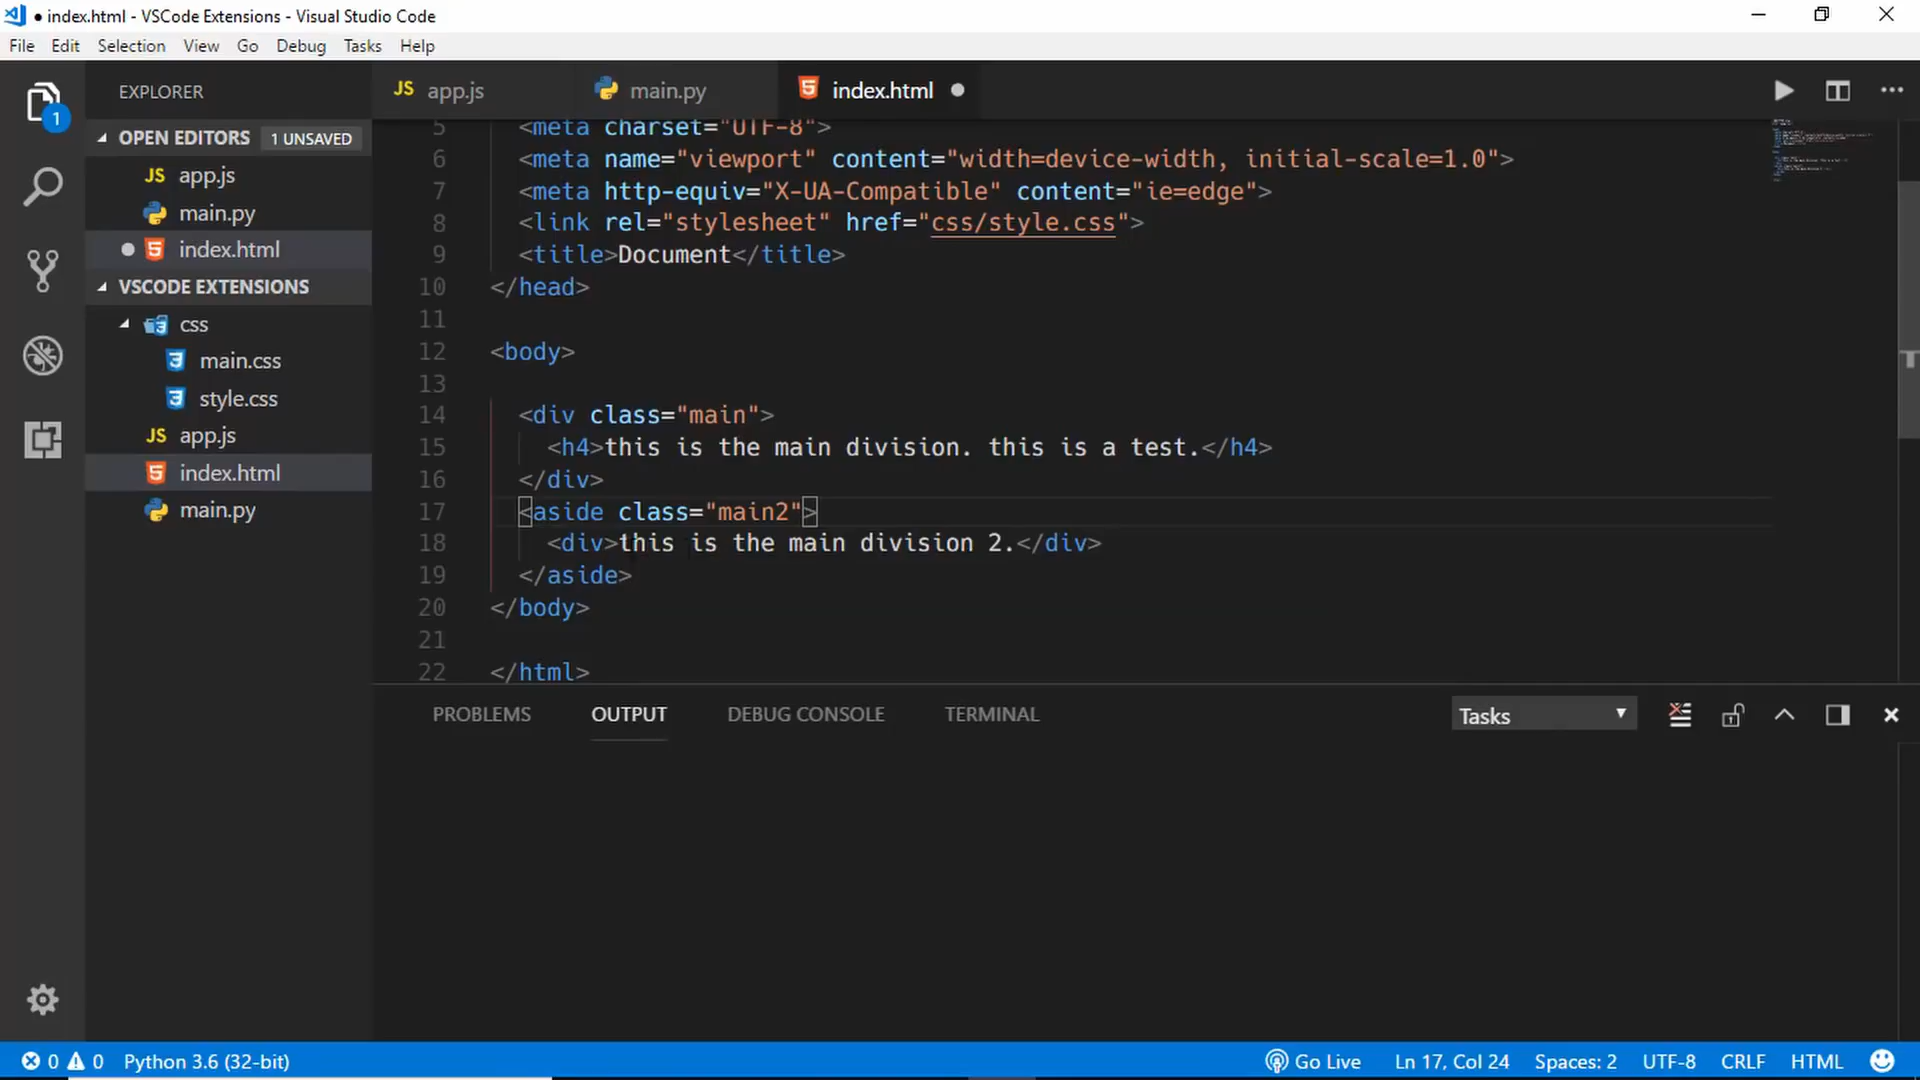 ● index.html - VSCode Extensions - Visual Studio Code
File Edit Selection View Go Debug Tasks Help
1
EXPLORER
OPEN EDITORS 1 UNSAVED
JS app.js
main.py
index.html
VSCODE EXTENSIONS
css
main.css
style.css
JS app.js
index.html
main.py
JS app.js main.py index.html ●
5 <meta charset="UTF-8">
6 <meta name="viewport" content="width=device-width, initial-scale=1.0">
7 <meta http-equiv="X-UA-Compatible" content="ie=edge">
8 <link rel="stylesheet" href="css/style.css">
9 <title>Document</title>
10 </head>
11
12 <body>
13
14 <div class="main">
15 <h4>this is the main division. this is a test.</h4>
16 </div>
17 <aside class="main2">
18 <div>this is the main division 2.</div>
19 </aside>
20 </body>
21
22 </html>
PROBLEMS OUTPUT DEBUG CONSOLE TERMINAL Tasks
0 0 Python 3.6 (32-bit) Go Live Ln 17, Col 24 Spaces: 2 UTF-8 CRLF HTML